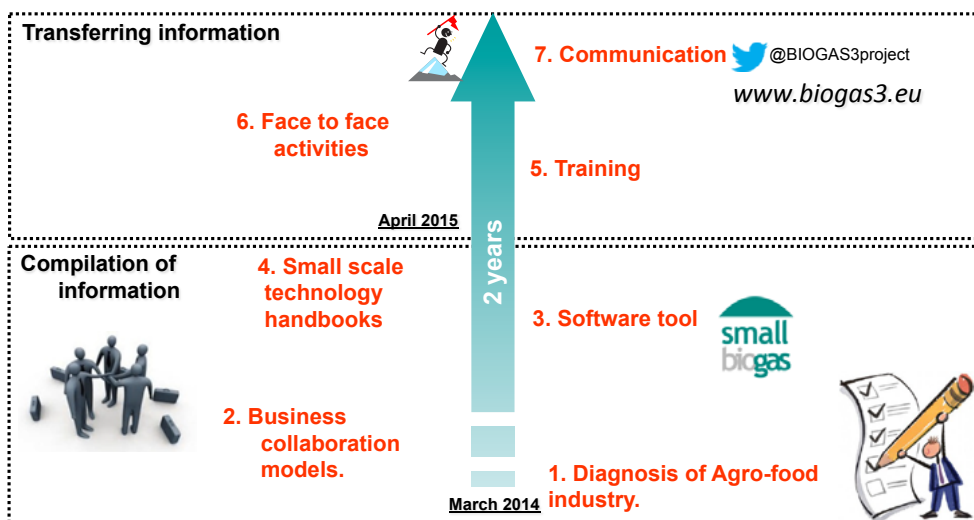 Transferring information
7. Communication
@BIOGAS3project
www.biogas3.eu
6. Face to face
activities
5. Training
April 2015
2 years
Compilation of
information
4. Small scale
technology
handbooks
3. Software tool
small
biogas
2. Business
collaboration
models.
1. Diagnosis of Agro-food
industry.
March 2014